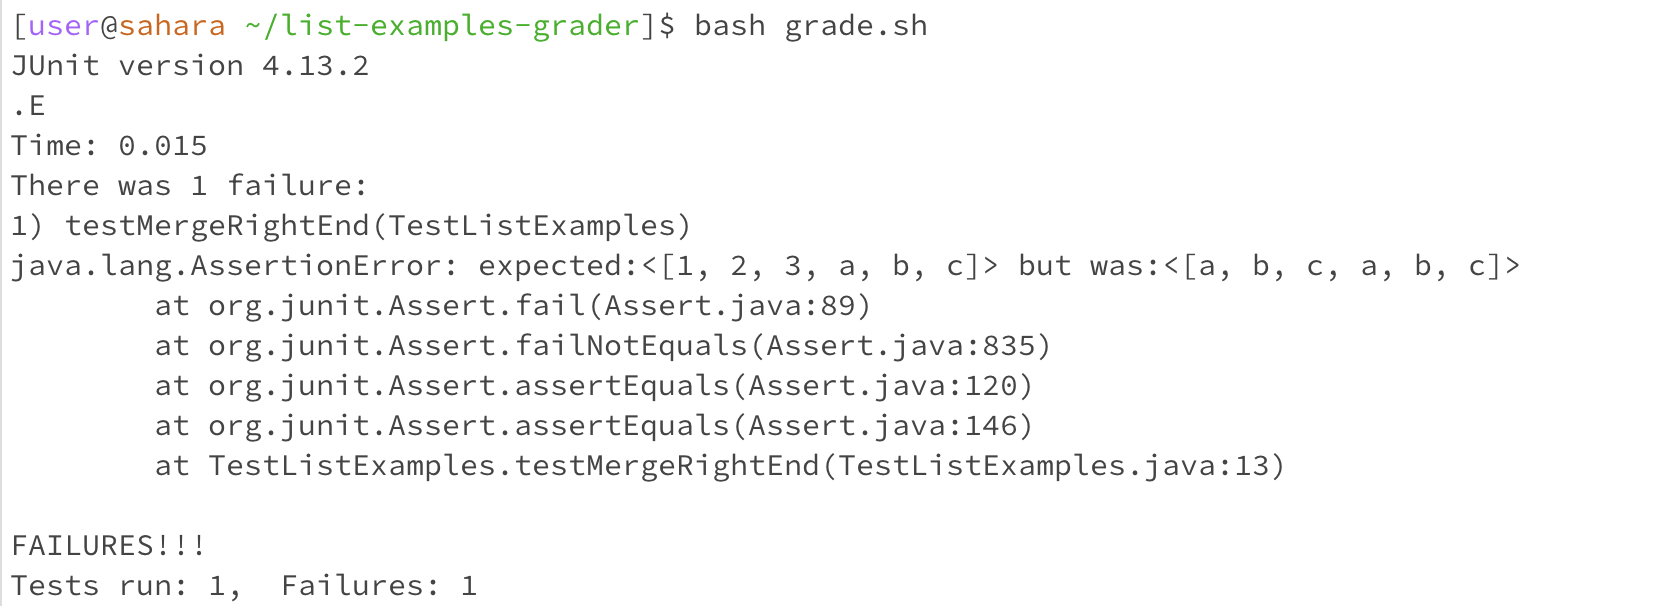 [user@sahara ~/list-examples-grader]$ bash grade.sh
JUnit version 4.13.2
.E
Time: 0.015
There was 1 failure:
1) testMergeRightEnd(TestListExamples)
java.lang.AssertionError: expected:<[1, 2, 3, a, b, c]> but was:<[a, b, c, a, b, c]>
        at org.junit.Assert.fail(Assert.java:89)
        at org.junit.Assert.failNotEquals(Assert.java:835)
        at org.junit.Assert.assertEquals(Assert.java:120)
        at org.junit.Assert.assertEquals(Assert.java:146)
        at TestListExamples.testMergeRightEnd(TestListExamples.java:13)

FAILURES!!!
Tests run: 1,  Failures: 1